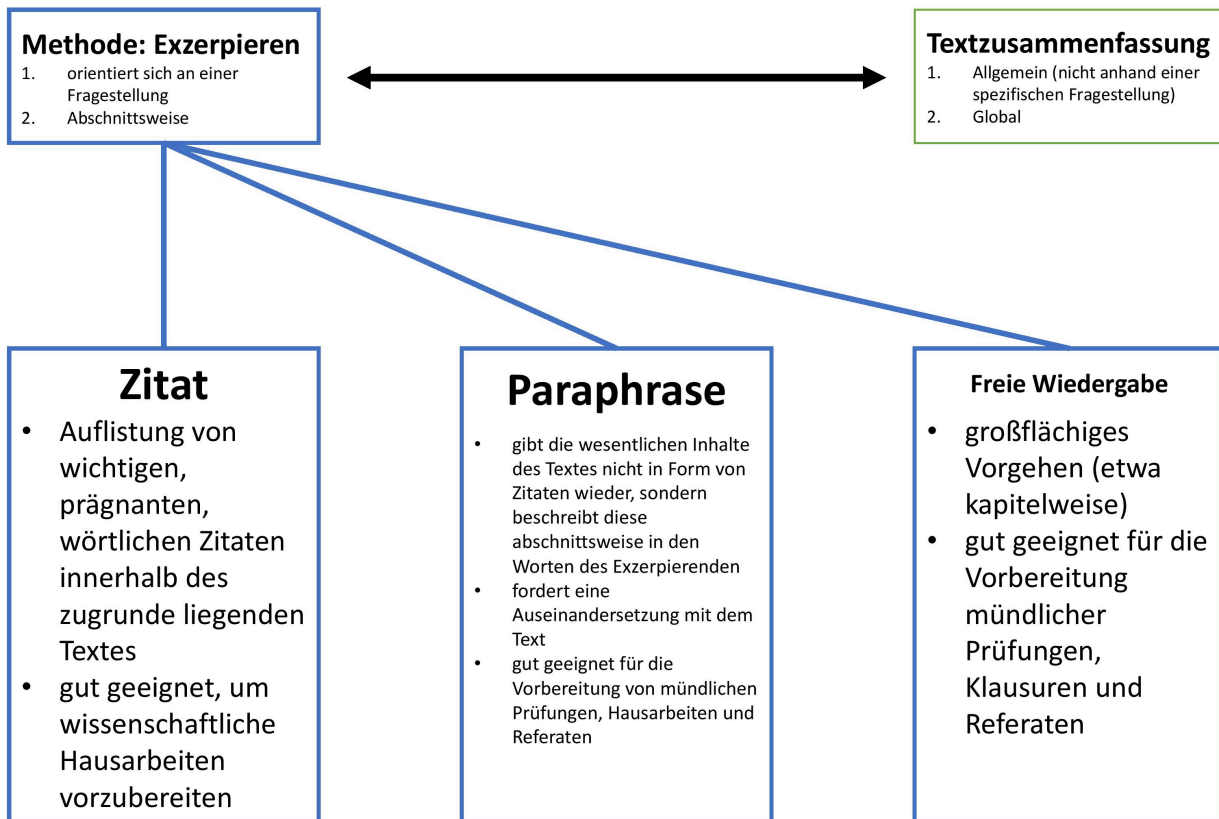 Methode: Exzerpieren
1. orientiert sich an einer
Fragestellung
2. Abschnittsweise
Textzusammenfassung
1. Allgemein (nicht anhand einer
spezifischen Fragestellung)
2. Global
Zitat
• Auflistung von
wichtigen,
prägnanten,
wörtlichen Zitaten
innerhalb des
zugrunde liegenden
Textes
• gut geeignet, um
wissenschaftliche
Hausarbeiten
vorzubereiten
Paraphrase
• gibt die wesentlichen Inhalte
des Textes nicht in Form von
Zitaten wieder, sondern
beschreibt diese
abschnittsweise in den
Worten des Exzerpierenden
• fordert eine
Auseinandersetzung mit dem
Text
• gut geeignet für die
Vorbereitung von mündlichen
Prüfungen, Hausarbeiten und
Referaten
Freie Wiedergabe
• großflächiges
Vorgehen (etwa
kapitelweise)
• gut geeignet für die
Vorbereitung
mündlicher
Prüfungen,
Klausuren und
Referaten